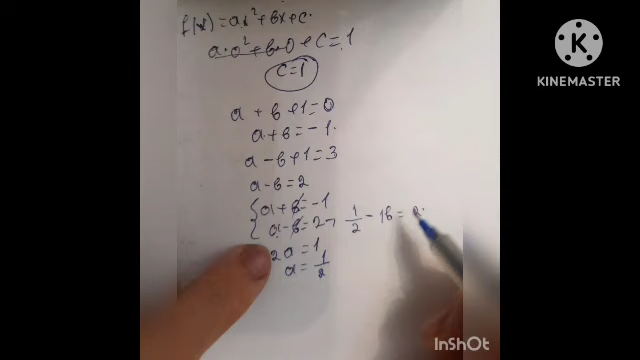 f(x)=ax²+bx+c.
a·0²+b·0+c=1
c=1
a+b+1=0
a+b=-1.
a-b+1=3
a-b=2
{a+b=-1
a-b=2 → 1/2 - 1b = 2
2a=1
a=1/2
KINEMASTER
InShOt